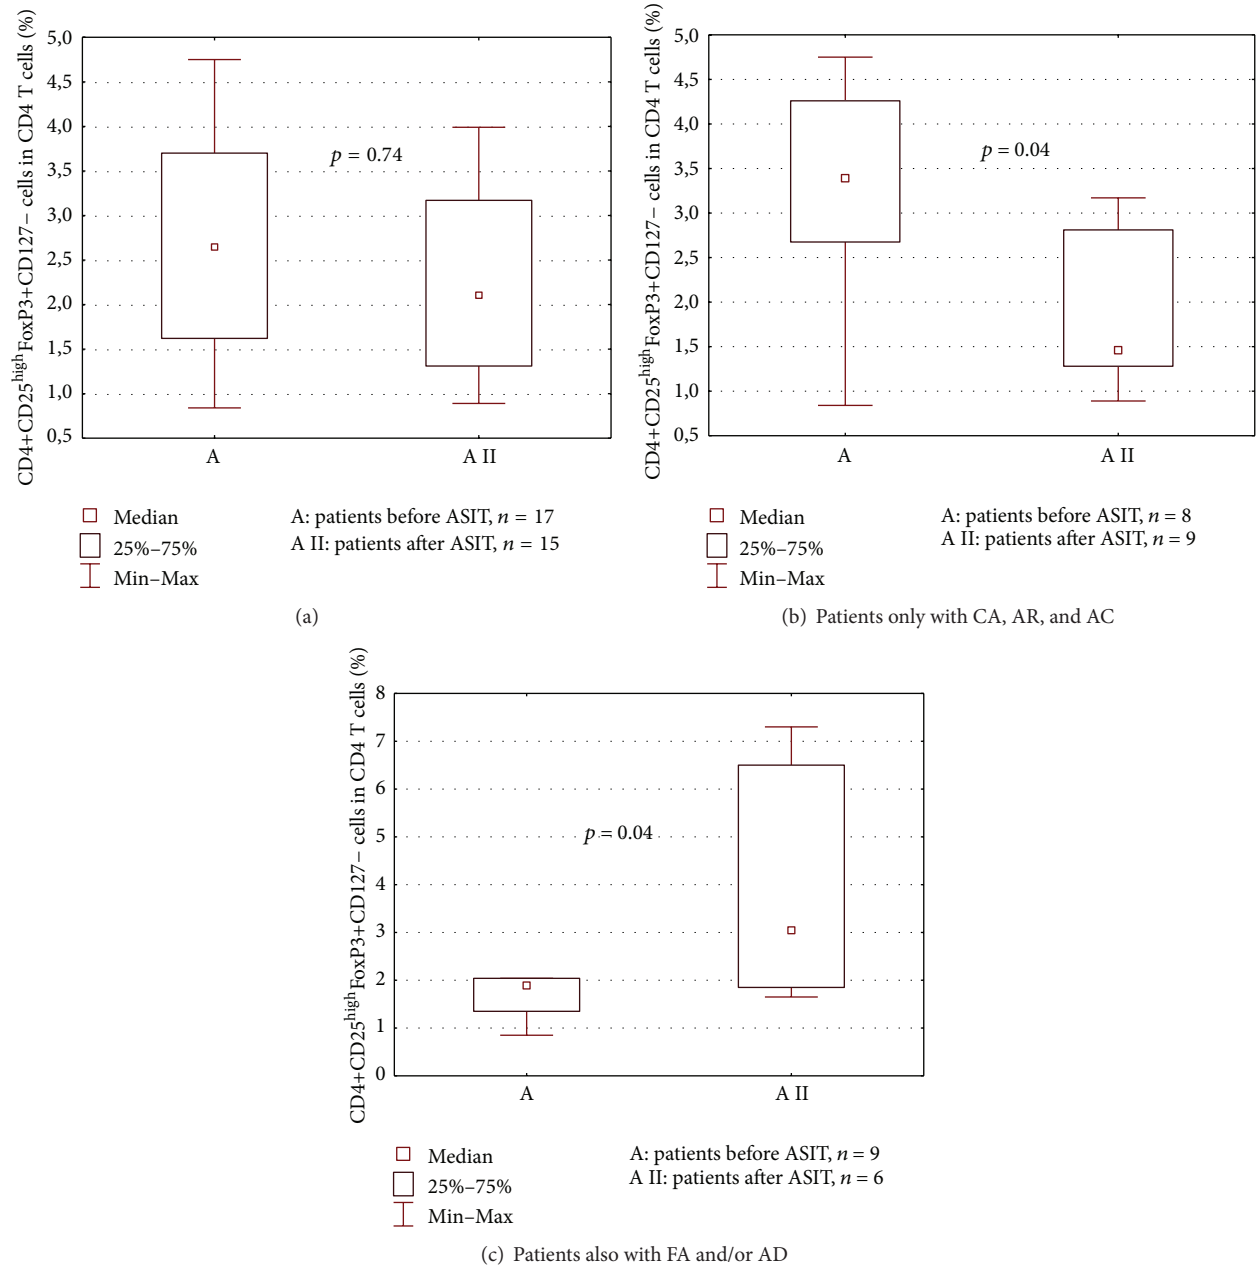 CD4+CD25highFoxP3+CD127− cells in CD4 T cells (%)
5,0
4,5
4,0
3,5
3,0
2,5
2,0
1,5
1,0
0,5
p = 0.74
A
A II
Median
25%–75%
Min–Max
A: patients before ASIT, n = 17
A II: patients after ASIT, n = 15
(a)
CD4+CD25highFoxP3+CD127− cells in CD4 T cells (%)
5,0
4,5
4,0
3,5
3,0
2,5
2,0
1,5
1,0
0,5
p = 0.04
A
A II
Median
25%–75%
Min–Max
A: patients before ASIT, n = 8
A II: patients after ASIT, n = 9
(b) Patients only with CA, AR, and AC
CD4+CD25highFoxP3+CD127− cells in CD4 T cells (%)
8
7
6
5
4
3
2
1
0
p = 0.04
A
A II
Median
25%–75%
Min–Max
A: patients before ASIT, n = 9
A II: patients after ASIT, n = 6
(c) Patients also with FA and/or AD